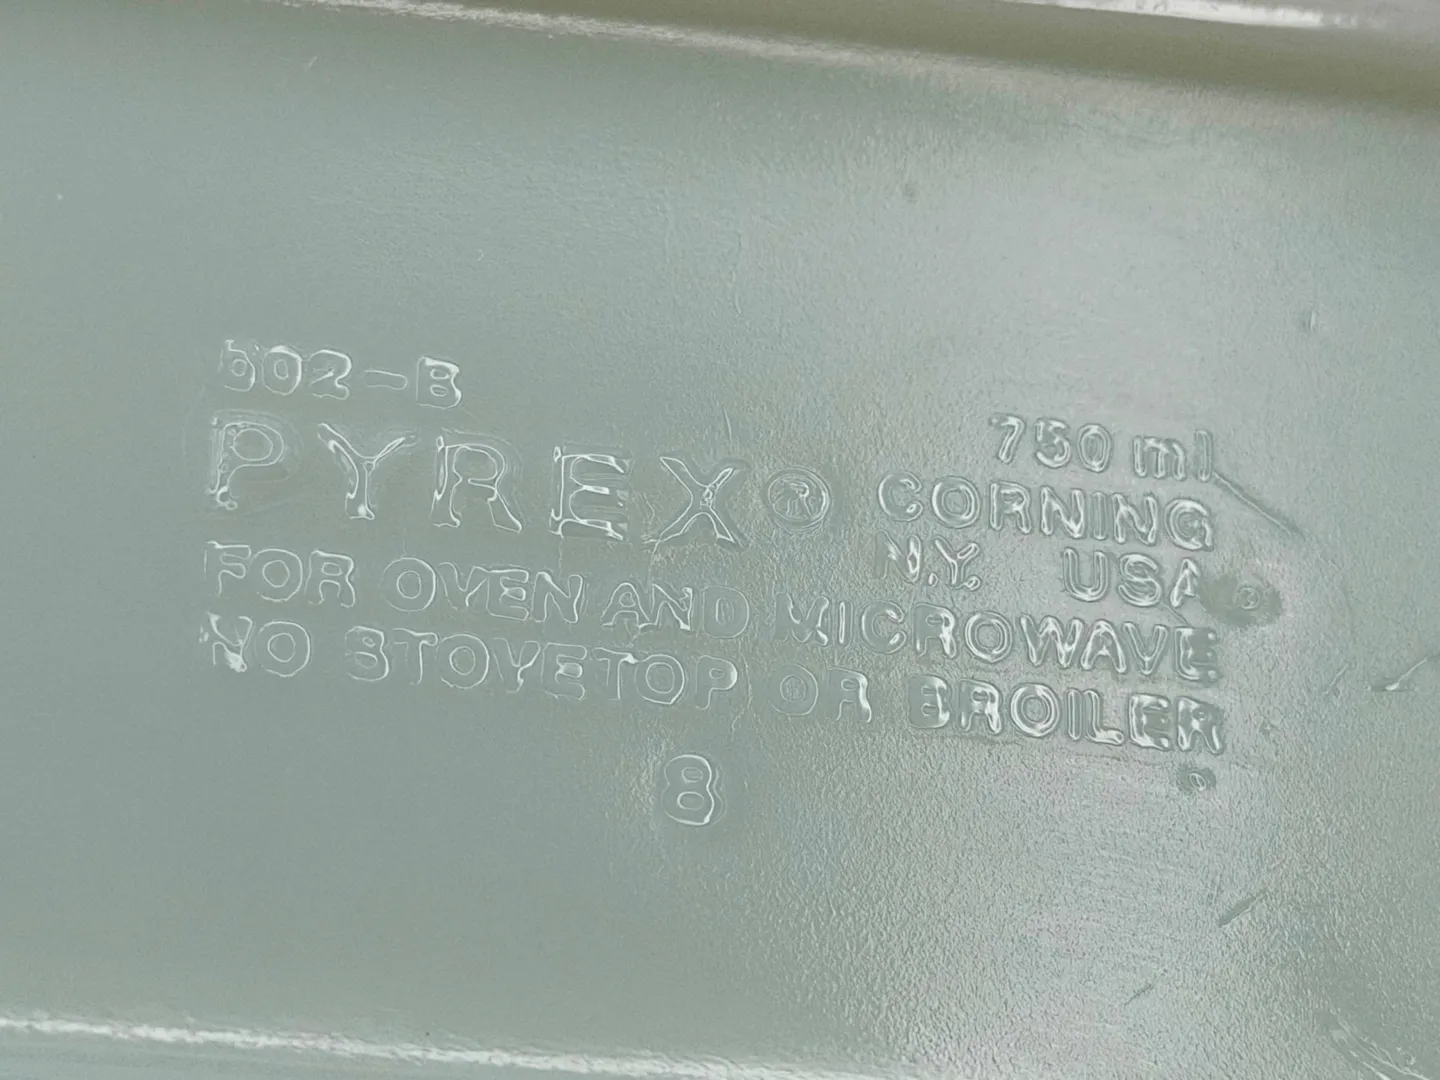 502-B
750 ml
PYREX® CORNING
N.Y. USA
FOR OVEN AND MICROWAVE
NO STOVETOP OR BROILER
8